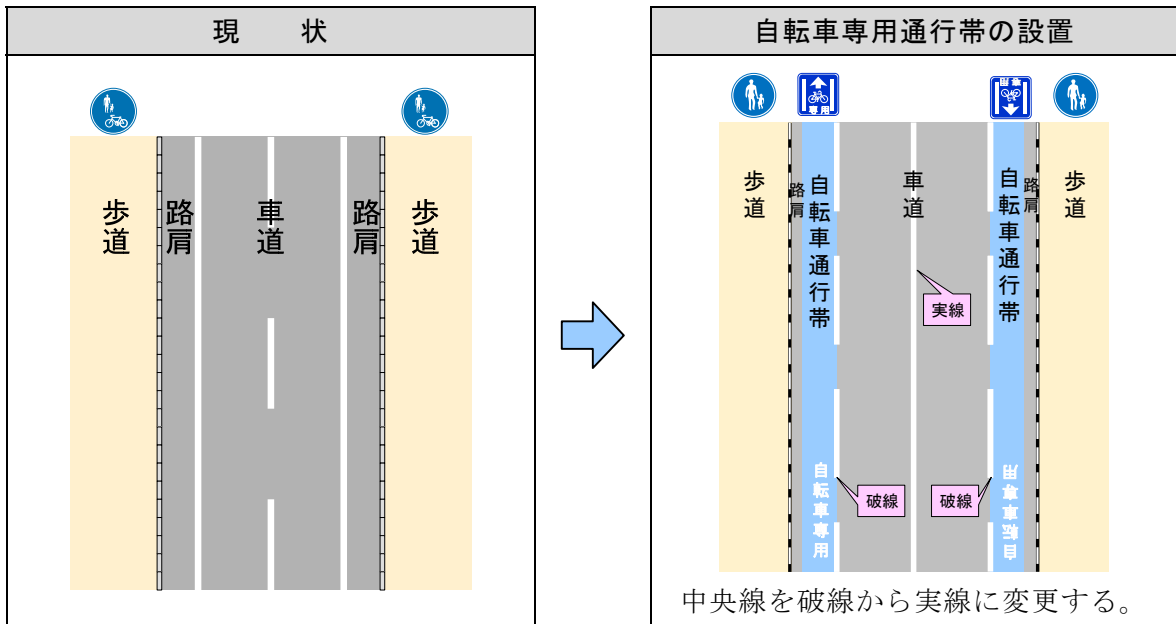 現 状
歩道
路肩
車道
路肩
歩道
自転車専用通行帯の設置
専用
専用
歩道
路肩
自転車通行帯
車道
自転車通行帯
路肩
歩道
実線
破線
破線
自転車専用
自転車専用
中央線を破線から実線に変更する。